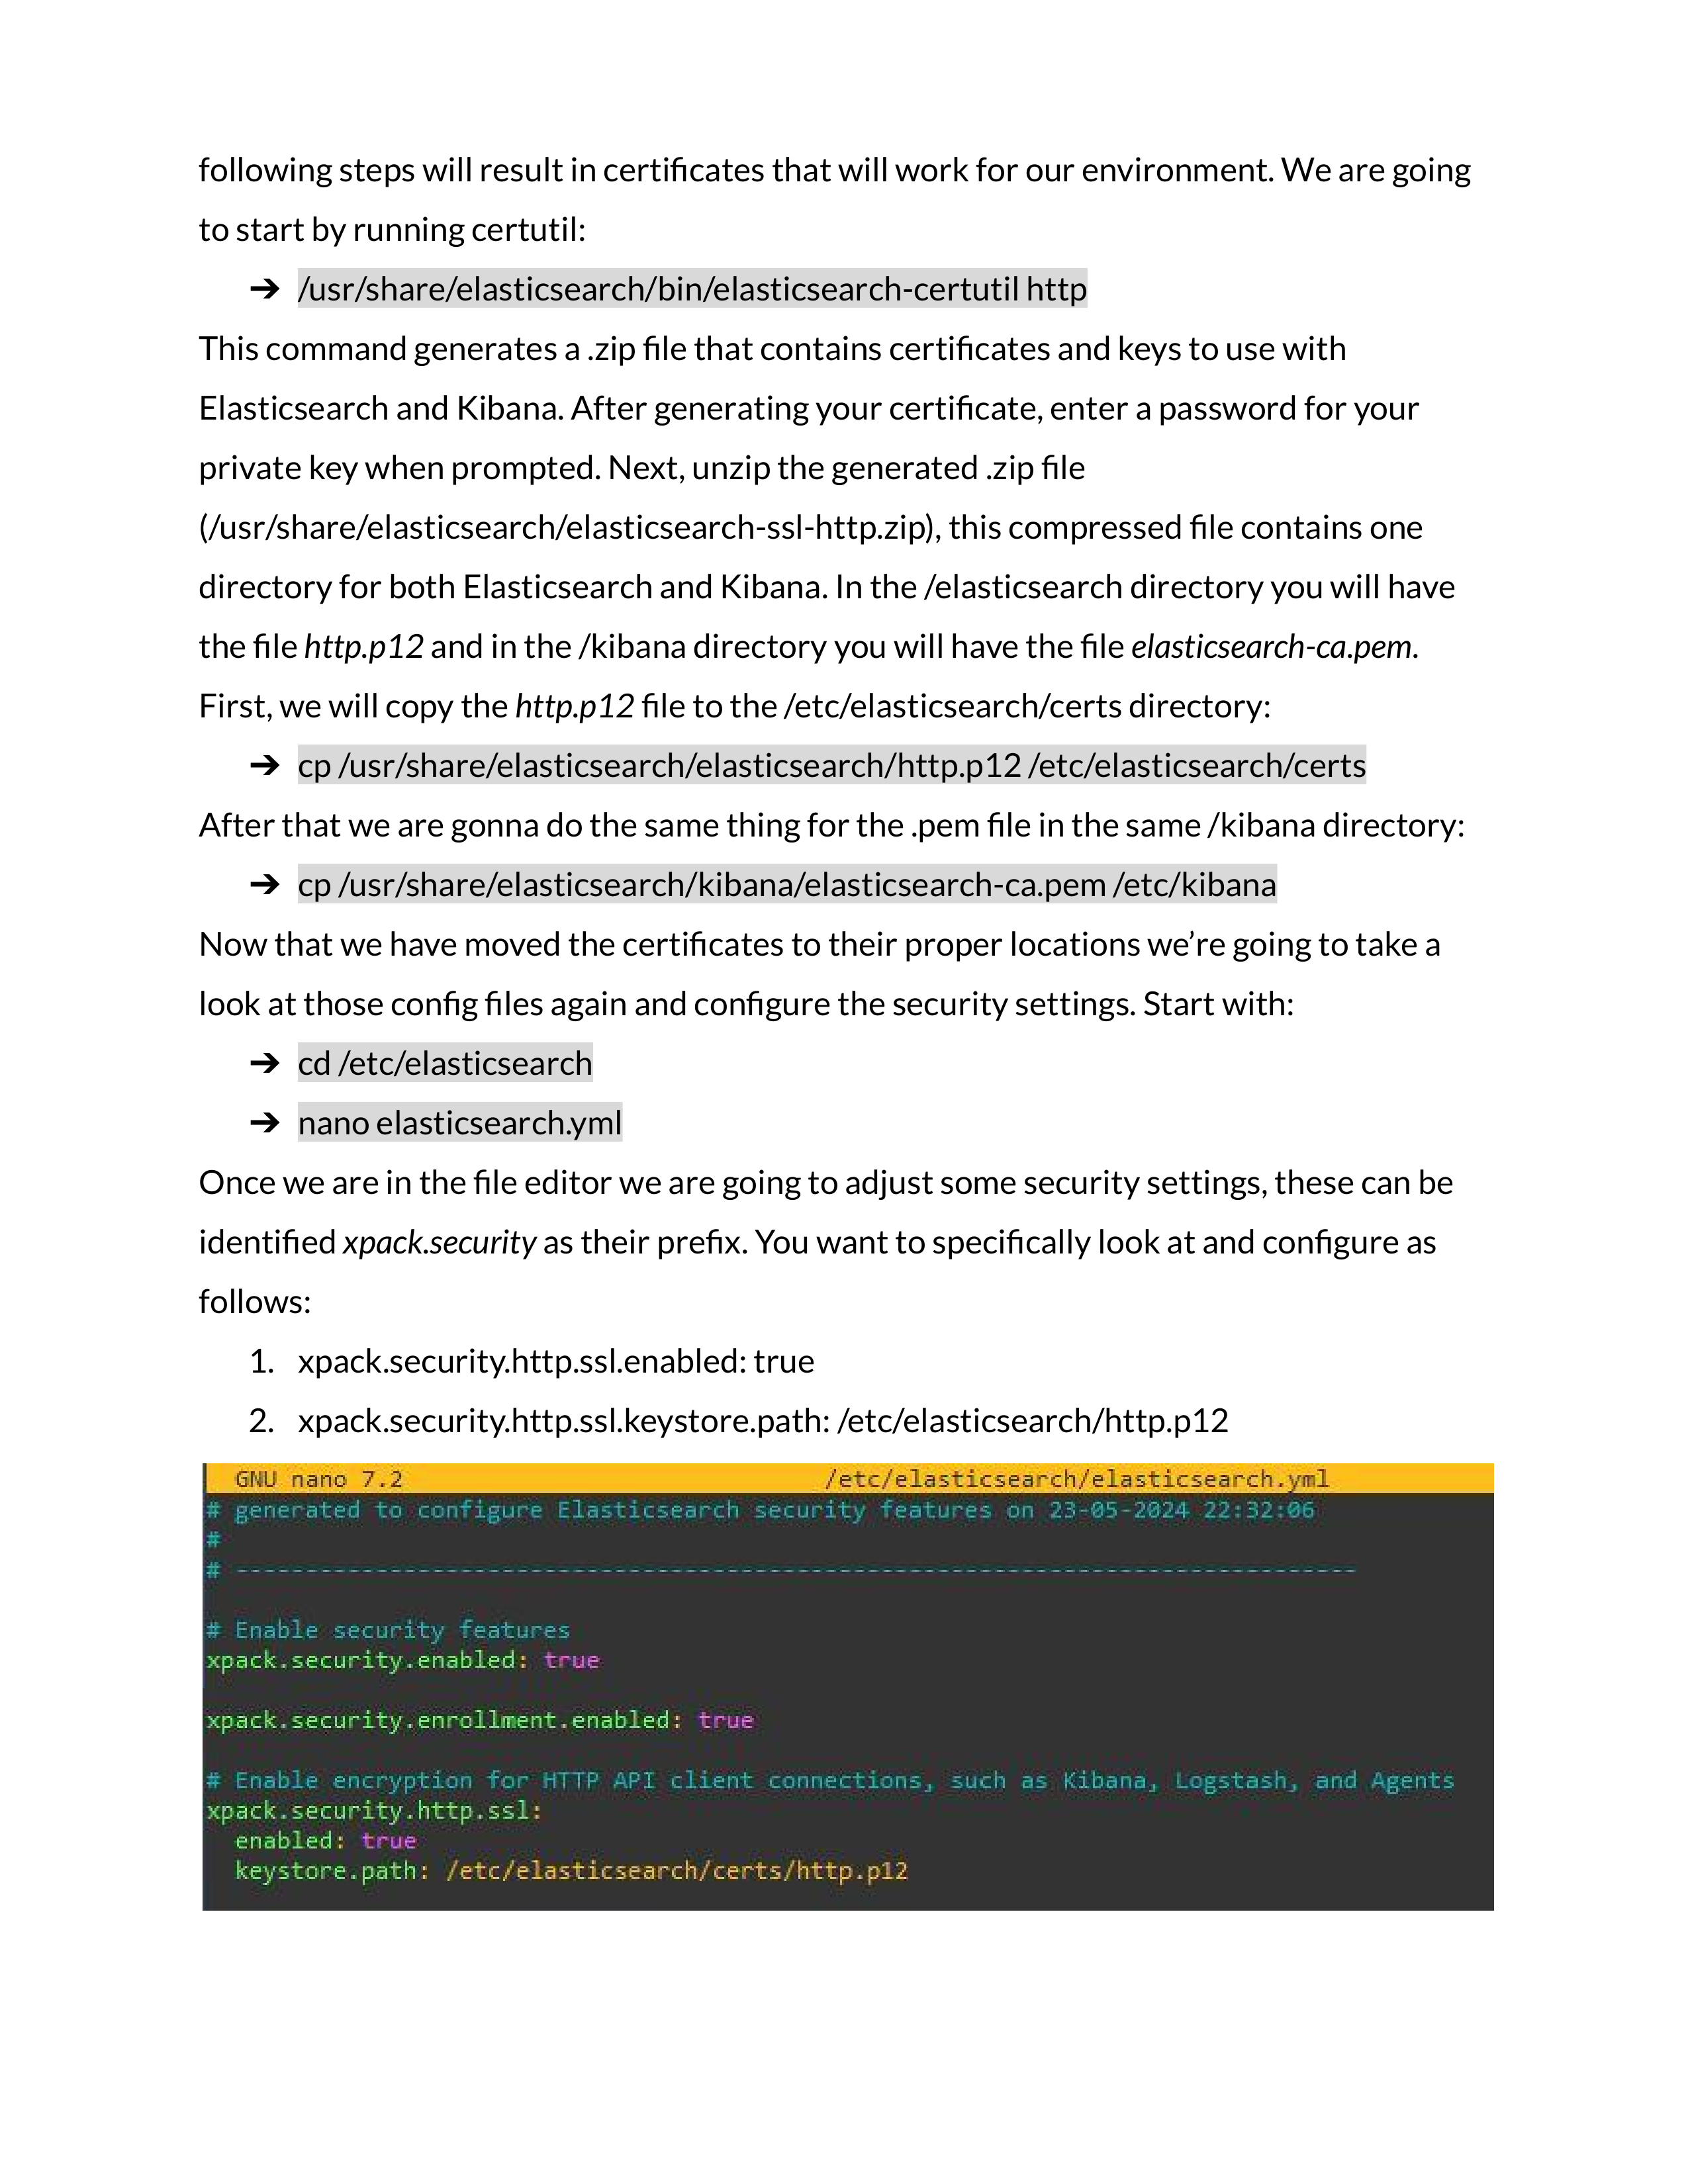 following steps will result in certificates that will work for our environment. We are going
to start by running certutil:
➔ /usr/share/elasticsearch/bin/elasticsearch-certutil http
This command generates a .zip file that contains certificates and keys to use with
Elasticsearch and Kibana. After generating your certificate, enter a password for your
private key when prompted. Next, unzip the generated .zip file
(/usr/share/elasticsearch/elasticsearch-ssl-http.zip), this compressed file contains one
directory for both Elasticsearch and Kibana. In the /elasticsearch directory you will have
the file http.p12 and in the /kibana directory you will have the file elasticsearch-ca.pem.
First, we will copy the http.p12 file to the /etc/elasticsearch/certs directory:
➔ cp /usr/share/elasticsearch/elasticsearch/http.p12 /etc/elasticsearch/certs
After that we are gonna do the same thing for the .pem file in the same /kibana directory:
➔ cp /usr/share/elasticsearch/kibana/elasticsearch-ca.pem /etc/kibana
Now that we have moved the certificates to their proper locations we’re going to take a
look at those config files again and configure the security settings. Start with:
➔ cd /etc/elasticsearch
➔ nano elasticsearch.yml
Once we are in the file editor we are going to adjust some security settings, these can be
identified xpack.security as their prefix. You want to specifically look at and configure as
follows:
1. xpack.security.http.ssl.enabled: true
2. xpack.security.http.ssl.keystore.path: /etc/elasticsearch/http.p12
GNU nano 7.2 /etc/elasticsearch/elasticsearch.yml
# generated to configure Elasticsearch security features on 23-05-2024 22:32:06
#
# --------------------------------------------------------------------------------
# Enable security features
xpack.security.enabled: true
xpack.security.enrollment.enabled: true
# Enable encryption for HTTP API client connections, such as Kibana, Logstash, and Agents
xpack.security.http.ssl:
enabled: true
keystore.path: /etc/elasticsearch/certs/http.p12